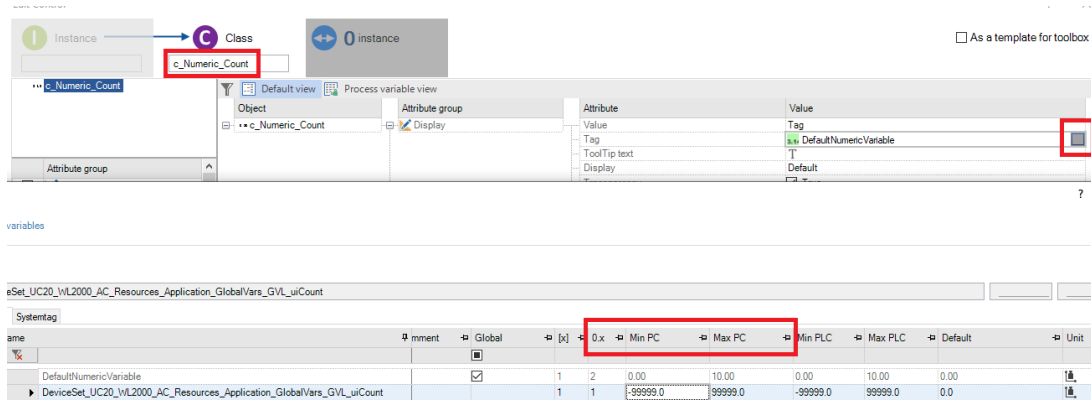 Instance
C Class
0 instance
As a template for toolbox
c_Numeric_Count
c_Numeric_Count
Default view Process variable view
Object Attribute group Attribute Value
c_Numeric_Count Display Value Tag
Tag DefaultNumericVariable
ToolTip text T
Attribute group
Display Default
?
variables
eSet_UC20_WL2000_AC_Resources_Application_GlobalVars_GVL_uiCount
Systemtag
ame mment Global [x] 0.x Min PC Max PC Min PLC Max PLC Default Unit
DefaultNumericVariable 1 2 0.00 10.00 0.00 10.00 0.00
DeviceSet_UC20_WL2000_AC_Resources_Application_GlobalVars_GVL_uiCount 1 1 -99999.0 99999.0 -99999.0 99999.0 0.0